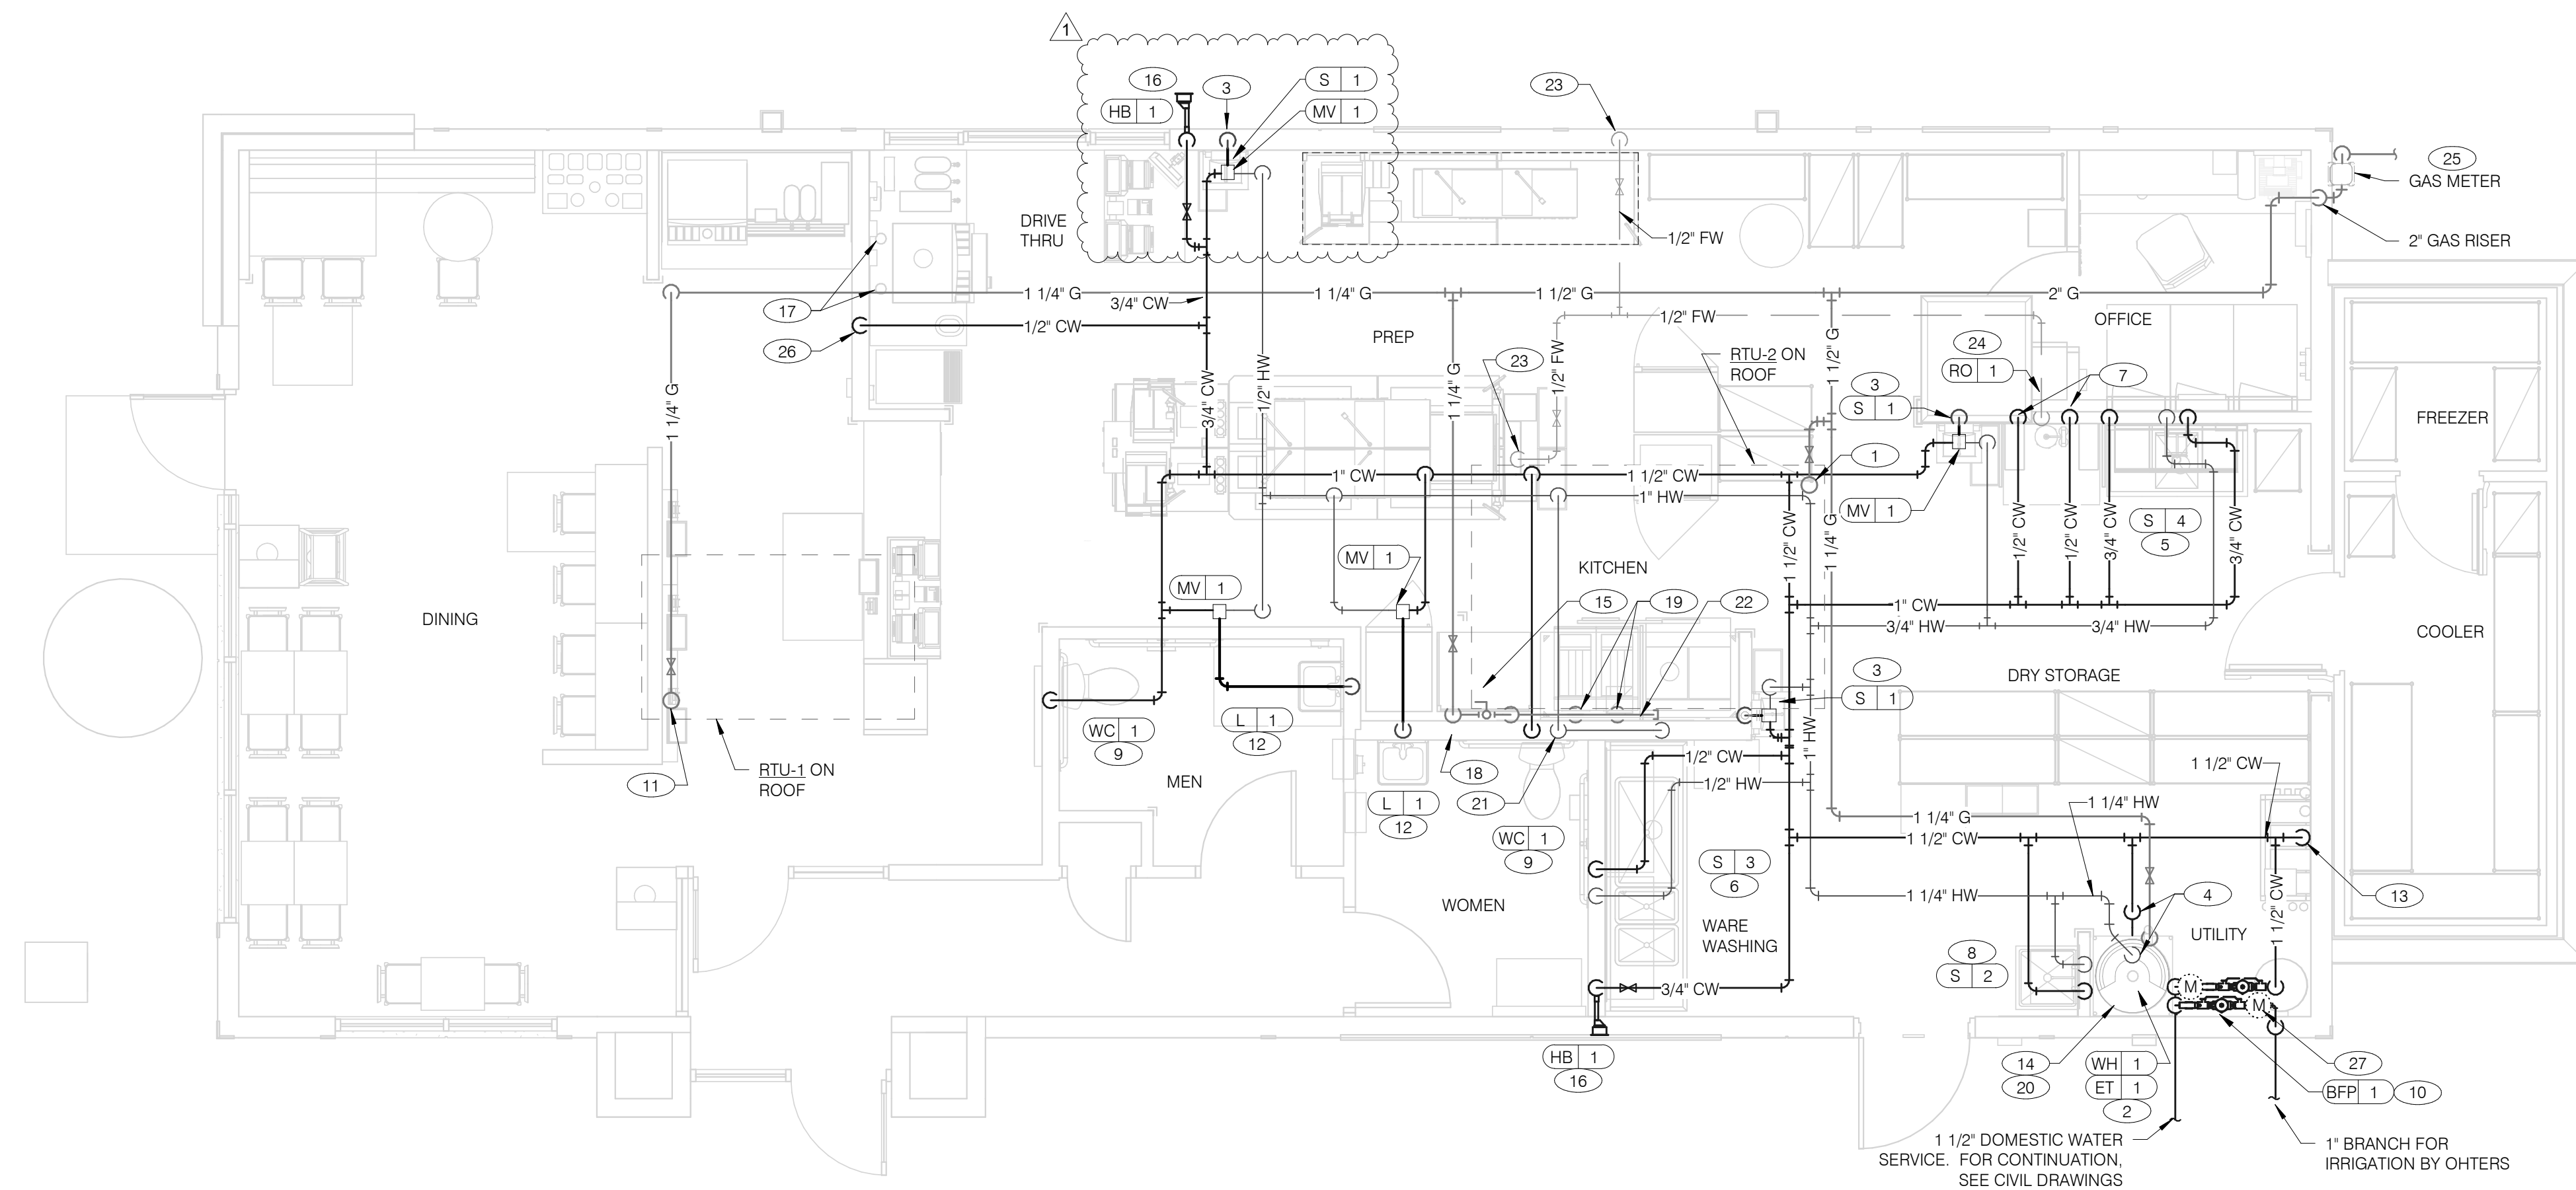 1
16
HB 1
3
S 1
MV 1
23
25
GAS METER
DRIVE
THRU
1/2" FW
2" GAS RISER
17
1 1/4" G
3/4" CW
1 1/4" G
1 1/2" G
2" G
1/2" CW
26
PREP
1/2" FW
OFFICE
RTU-2 ON
ROOF
23
24
RO 1
7
3
S 1
1 1/4" G
3/4" CW
1/2" HW
1 1/4" G
1/2" FW
1 1/2" G
FREEZER
1
1" CW
1 1/2" CW
1" HW
MV 1
S 4
5
1/2" CW
1/2" CW
3/4" CW
3/4" CW
1 1/2" CW
1 1/4" G
MV 1
MV 1
KITCHEN
15
19
22
1" CW
3/4" HW
3/4" HW
DINING
COOLER
DRY STORAGE
3
S 1
WC 1
9
L 1
12
1" HW
RTU-1 ON
ROOF
11
MEN
18
21
1/2" CW
1/2" HW
L 1
12
WC 1
9
1 1/2" CW
1 1/4" HW
1 1/4" G
1 1/2" CW
S 3
6
13
1 1/4" HW
4
1 1/2" CW
WOMEN
WARE
WASHING
UTILITY
8
S 2
3/4" CW
M
M
HB 1
16
14
20
WH 1
ET 1
2
27
BFP 1
10
1 1/2" DOMESTIC WATER
SERVICE. FOR CONTINUATION,
SEE CIVIL DRAWINGS
1" BRANCH FOR
IRRIGATION BY OHTERS